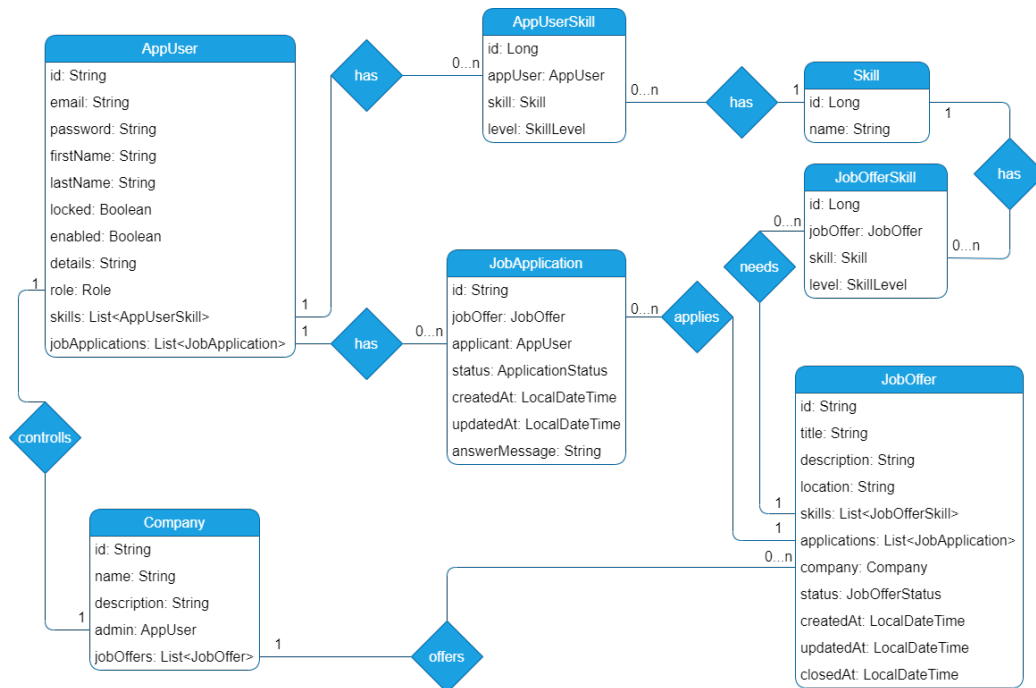 AppUser
id: String
email: String
password: String
firstName: String
lastName: String
locked: Boolean
enabled: Boolean
details: String
role: Role
skills: List<AppUserSkill>
jobApplications: List<JobApplication>
1
1
1
has
0...n
AppUserSkill
id: Long
appUser: AppUser
skill: Skill
level: SkillLevel
0...n
has
1
Skill
id: Long
name: String
1
has
0...n
JobOfferSkill
id: Long
jobOffer: JobOffer
skill: Skill
level: SkillLevel
0...n
needs
1
has
0...n
JobApplication
id: String
jobOffer: JobOffer
applicant: AppUser
status: ApplicationStatus
createdAt: LocalDateTime
updatedAt: LocalDateTime
answerMessage: String
0...n
applies
1
JobOffer
id: String
title: String
description: String
location: String
skills: List<JobOfferSkill>
applications: List<JobApplication>
company: Company
status: JobOfferStatus
createdAt: LocalDateTime
updatedAt: LocalDateTime
closedAt: LocalDateTime
controlls
1
Company
id: String
name: String
description: String
admin: AppUser
jobOffers: List<JobOffer>
1
offers
0...n